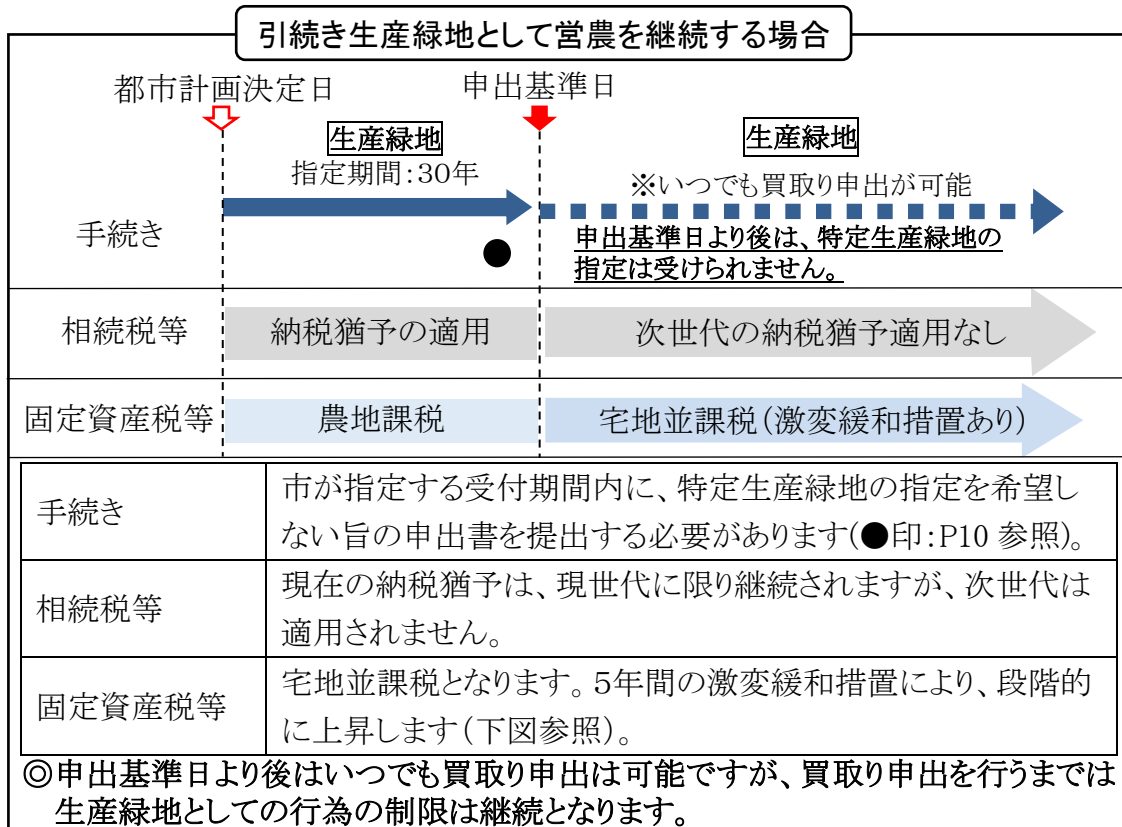 引続き生産緑地として営農を継続する場合
都市計画決定日
申出基準日
生産緑地
指定期間:30年
生産緑地
※いつでも買取り申出が可能
手続き
●
申出基準日より後は、特定生産緑地の
指定は受けられません。
相続税等
納税猶予の適用
次世代の納税猶予適用なし
固定資産税等
農地課税
宅地並課税(激変緩和措置あり)
手続き
市が指定する受付期間内に、特定生産緑地の指定を希望し
ない旨の申出書を提出する必要があります(●印:P10 参照)。
相続税等
現在の納税猶予は、現世代に限り継続されますが、次世代は
適用されません。
固定資産税等
宅地並課税となります。5年間の激変緩和措置により、段階的
に上昇します(下図参照)。
◎申出基準日より後はいつでも買取り申出は可能ですが、買取り申出を行うまでは
生産緑地としての行為の制限は継続となります。